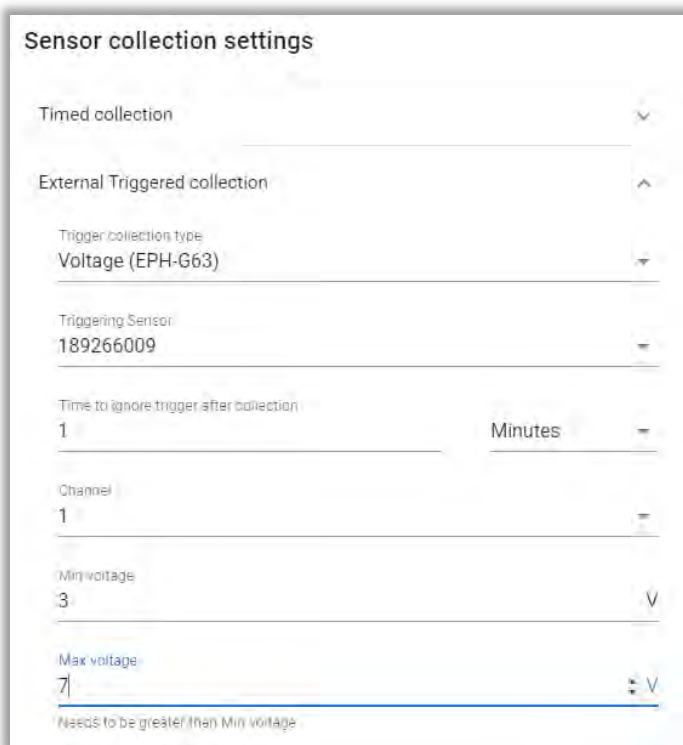 Sensor collection settings
Timed collection
External Triggered collection
Trigger collection type
Voltage (EPH-G63)
Triggering Sensor
189266009
Time to ignore trigger after collection
1 Minutes
Channel
1
Min voltage
3 V
Max voltage
7 V
Needs to be greater than Min voltage